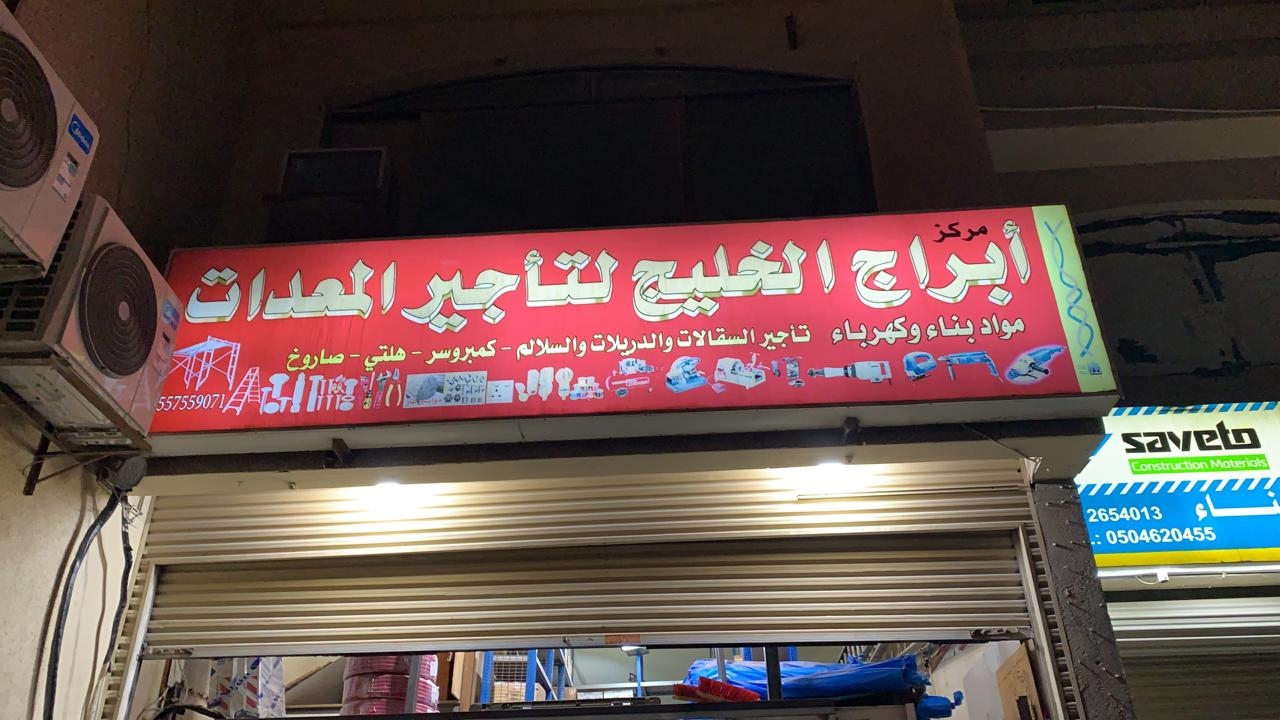 مركز
أبراج الخليج لتأجير المعدات
مواد بناء وكهرباء
تأجير السقالات والدريلات والسلالم - كمبروسر - هلتي - صاروخ
557559071
saveto
Construction Materials
2654013
.: 0504620455
Midea